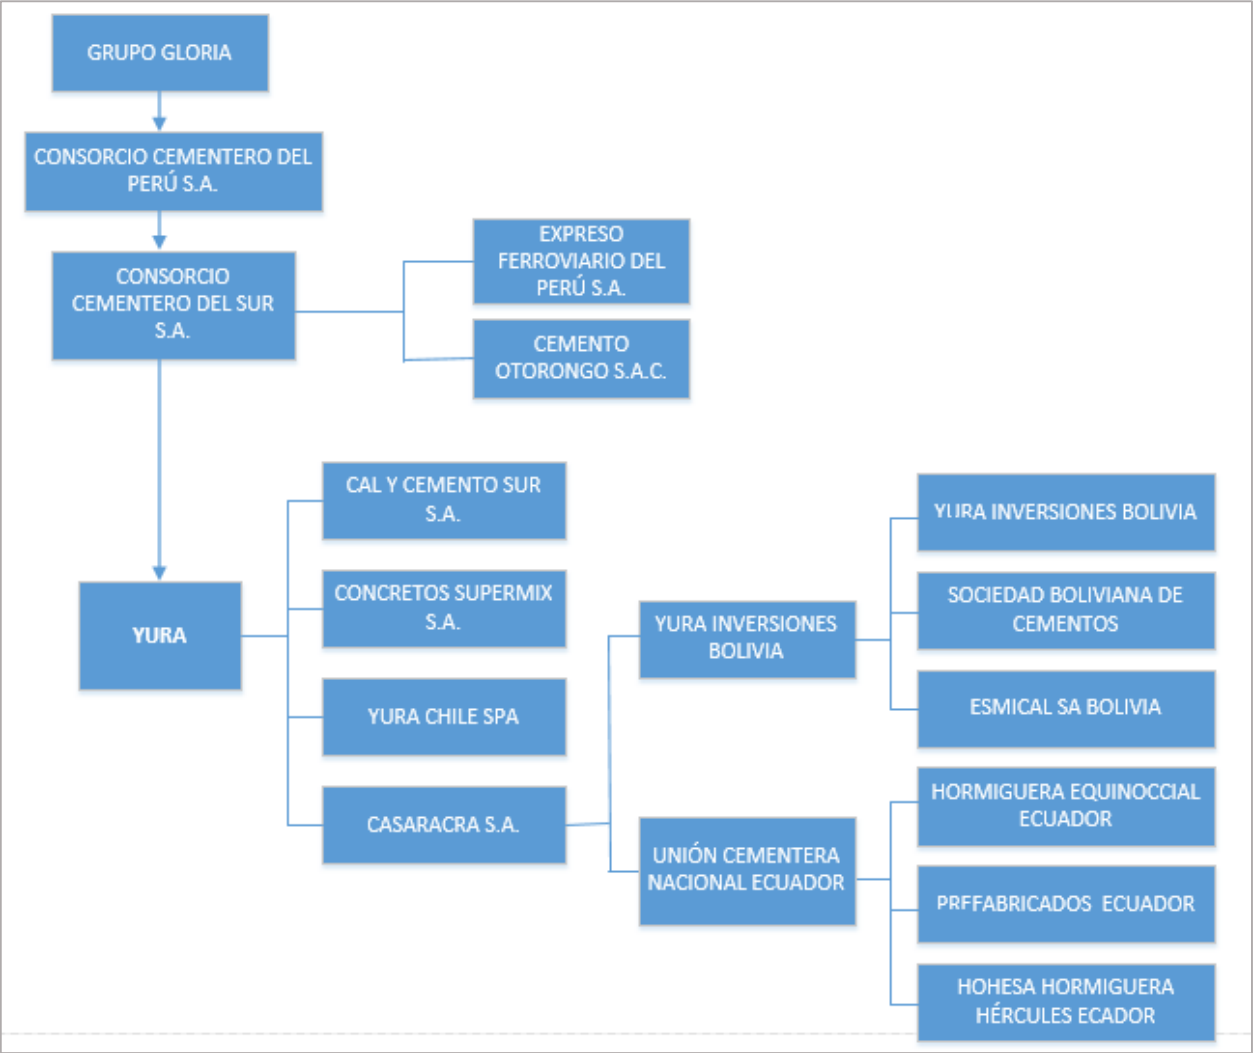 GRUPO GLORIA
CONSORCIO CEMENTERO DEL
PERÚ S.A.
CONSORCIO
CEMENTERO DEL SUR
S.A.
EXPRESO
FERROVIARIO DEL
PERÚ S.A.
CEMENTO
OTORONGO S.A.C.
YURA
CAL Y CEMENTO SUR
S.A.
CONCRETOS SUPERMIX
S.A.
YURA CHILE SPA
CASARACRA S.A.
YURA INVERSIONES
BOLIVIA
UNIÓN CEMENTERA
NACIONAL ECUADOR
YURA INVERSIONES BOLIVIA
SOCIEDAD BOLIVIANA DE
CEMENTOS
ESMICAL SA BOLIVIA
HORMIGUERA EQUINOCCIAL
ECUADOR
PREFABRICADOS ECUADOR
HOHESA HORMIGUERA
HÉRCULES ECADOR